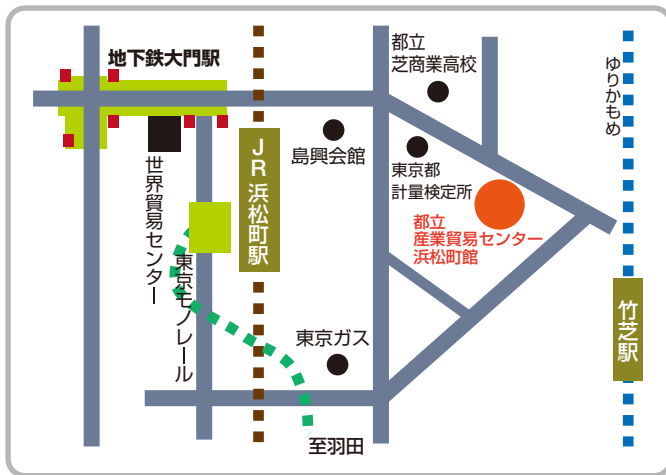 地下鉄大門駅
都立
芝商業高校
ゆりかもめ
JR浜松町駅
島興会館
東京都
計量検定所
世界貿易センター
都立
産業貿易センター
浜松町館
東京モノレール
竹芝駅
東京ガス
至羽田